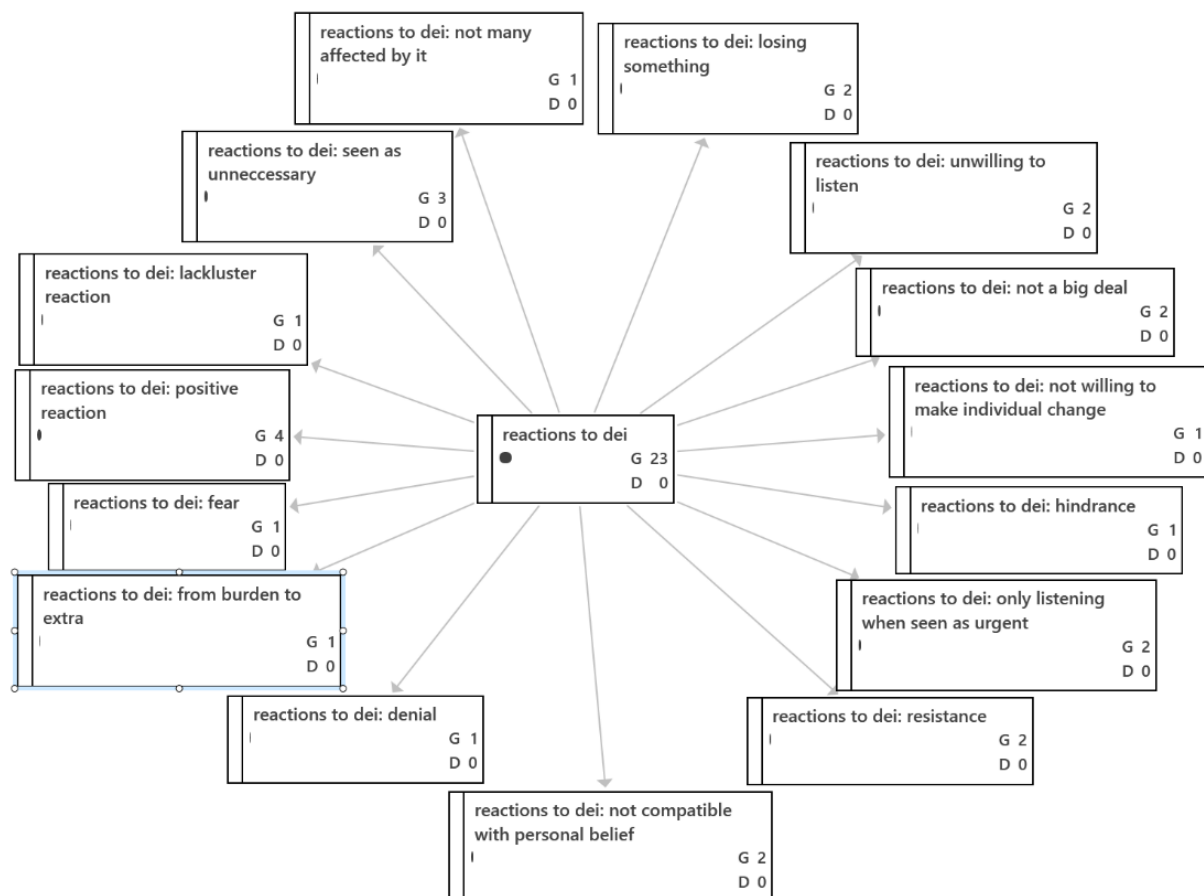 reactions to dei: not many
affected by it
G 1
D 0
reactions to dei: losing
something
G 2
D 0
reactions to dei: seen as
unneccessary
G 3
D 0
reactions to dei: unwilling to
listen
G 2
D 0
reactions to dei: lackluster
reaction
G 1
D 0
reactions to dei: not a big deal
G 2
D 0
reactions to dei: positive
reaction
G 4
D 0
reactions to dei
G 23
D 0
reactions to dei: not willing to
make individual change
G 1
D 0
reactions to dei: fear
G 1
D 0
reactions to dei: hindrance
G 1
D 0
reactions to dei: from burden to
extra
G 1
D 0
reactions to dei: only listening
when seen as urgent
G 2
D 0
reactions to dei: denial
G 1
D 0
reactions to dei: resistance
G 2
D 0
reactions to dei: not compatible
with personal belief
G 2
D 0